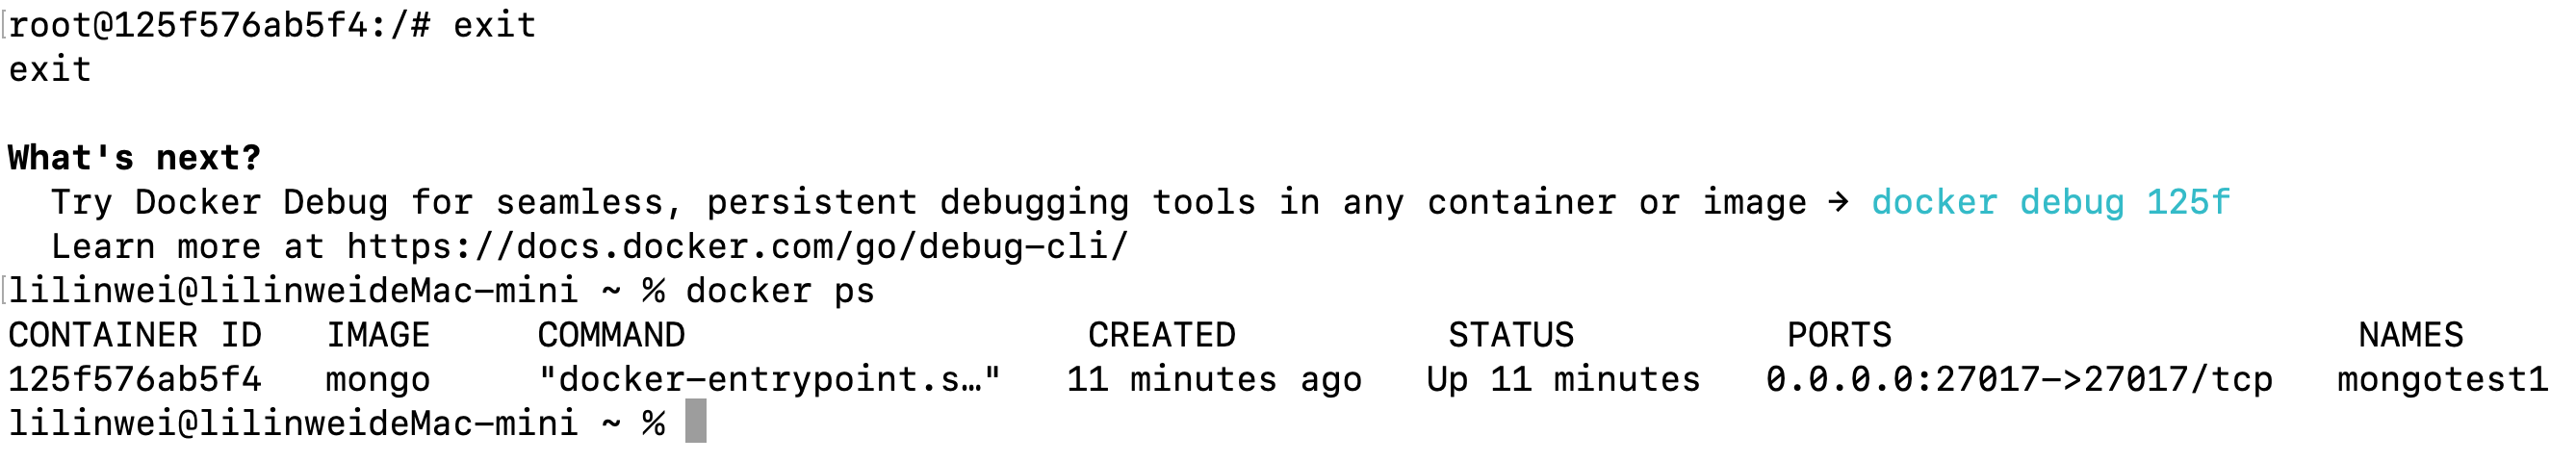 root@125f576ab5f4:/# exit
exit
What's next?
Try Docker Debug for seamless, persistent debugging tools in any container or image → docker debug 125f
Learn more at https://docs.docker.com/go/debug-cli/
lilinwei@lilinweideMac-mini ~ % docker ps
CONTAINER ID   IMAGE     COMMAND                   CREATED          STATUS          PORTS                      NAMES
125f576ab5f4   mongo     "docker-entrypoint.s…"   11 minutes ago   Up 11 minutes   0.0.0.0:27017->27017/tcp   mongotest1
lilinwei@lilinweideMac-mini ~ %